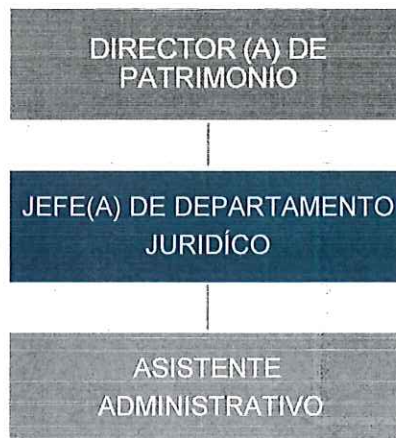 DIRECTOR (A) DE
PATRIMONIO
JEFE(A) DE DEPARTAMENTO
JURIDÍCO
ASISTENTE
ADMINISTRATIVO